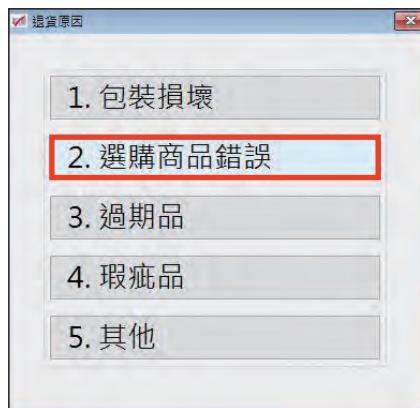 退貨原因
1. 包裝損壞
2. 選購商品錯誤
3. 過期品
4. 瑕疵品
5. 其他